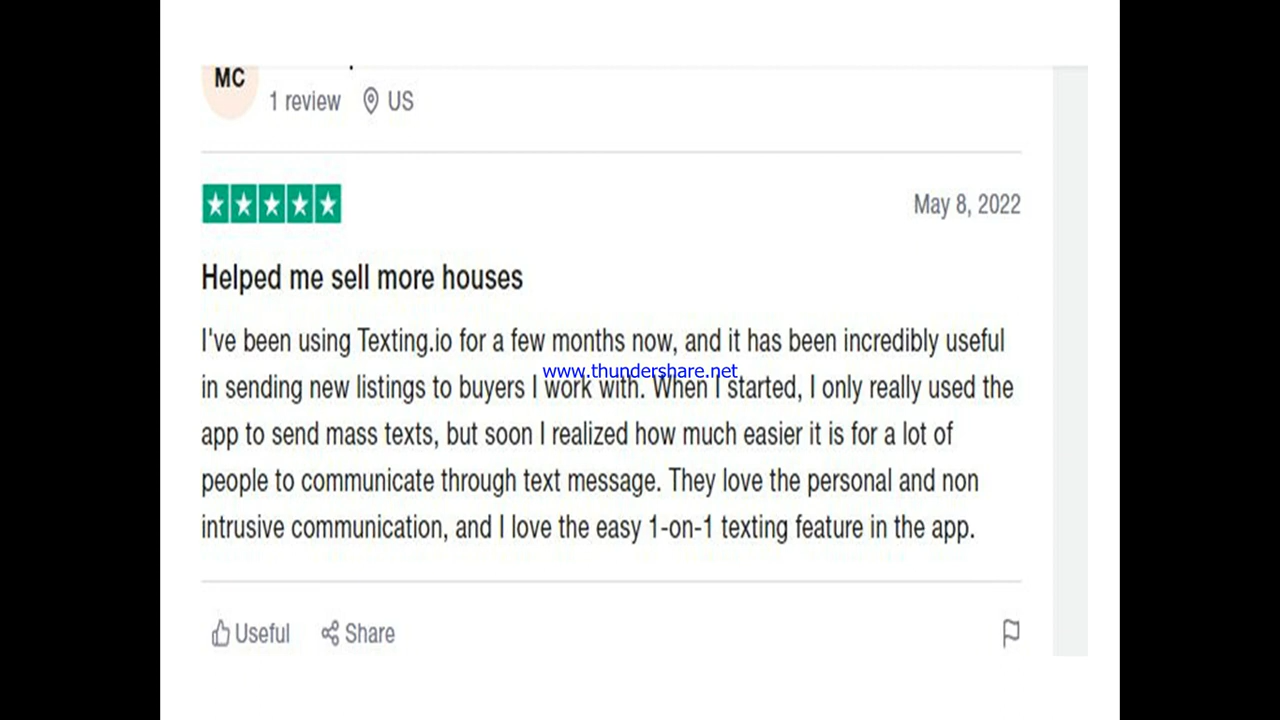 MC
1 review US
May 8, 2022
Helped me sell more houses
I've been using Texting.io for a few months now, and it has been incredibly useful
www.thundershare.net
in sending new listings to buyers I work with. When I started, I only really used the
app to send mass texts, but soon I realized how much easier it is for a lot of
people to communicate through text message. They love the personal and non
intrusive communication, and I love the easy 1-on-1 texting feature in the app.
Useful Share